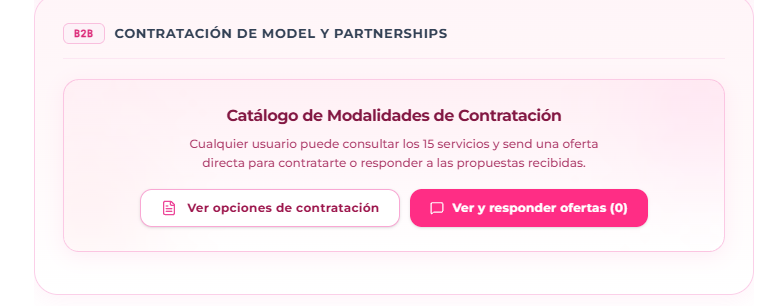 B2B
CONTRATACIÓN DE MODEL Y PARTNERSHIPS
Catálogo de Modalidades de Contratación
Cualquier usuario puede consultar los 15 servicios y send una oferta
directa para contratarte o responder a las propuestas recibidas.
Ver opciones de contratación
Ver y responder ofertas (0)